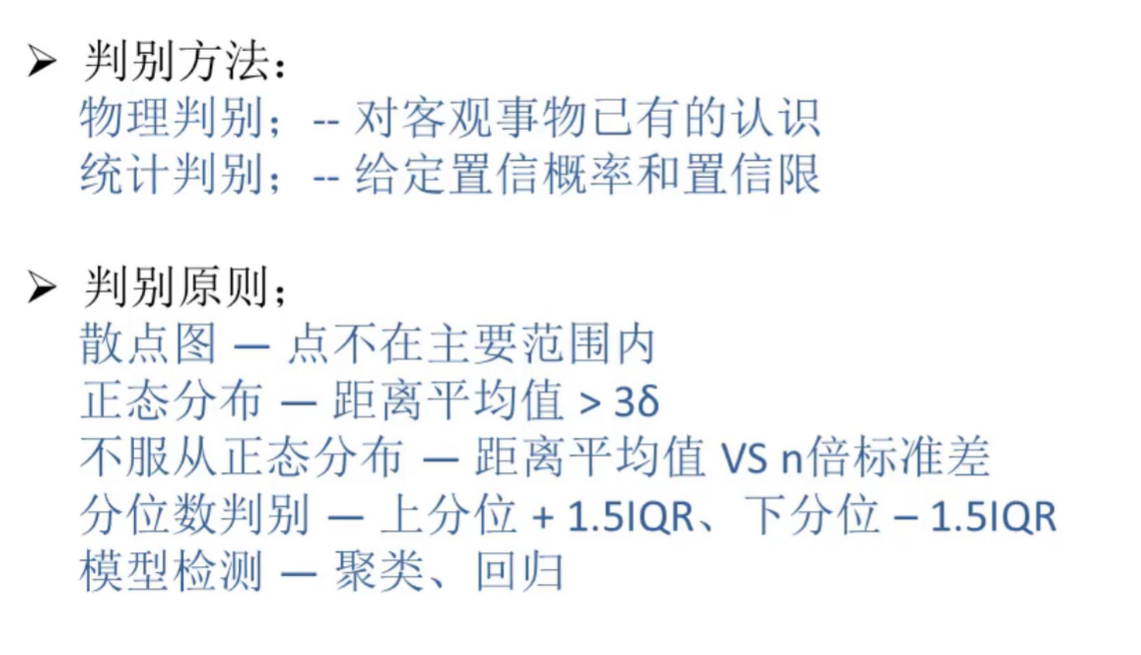 ➢ 判别方法：
物理判别；-- 对客观事物已有的认识
统计判别；-- 给定置信概率和置信限
➢ 判别原则；
散点图 — 点不在主要范围内
正态分布 — 距离平均值 > 3δ
不服从正态分布 — 距离平均值 VS n倍标准差
分位数判别 — 上分位 + 1.5IQR、下分位 – 1.5IQR
模型检测 — 聚类、回归